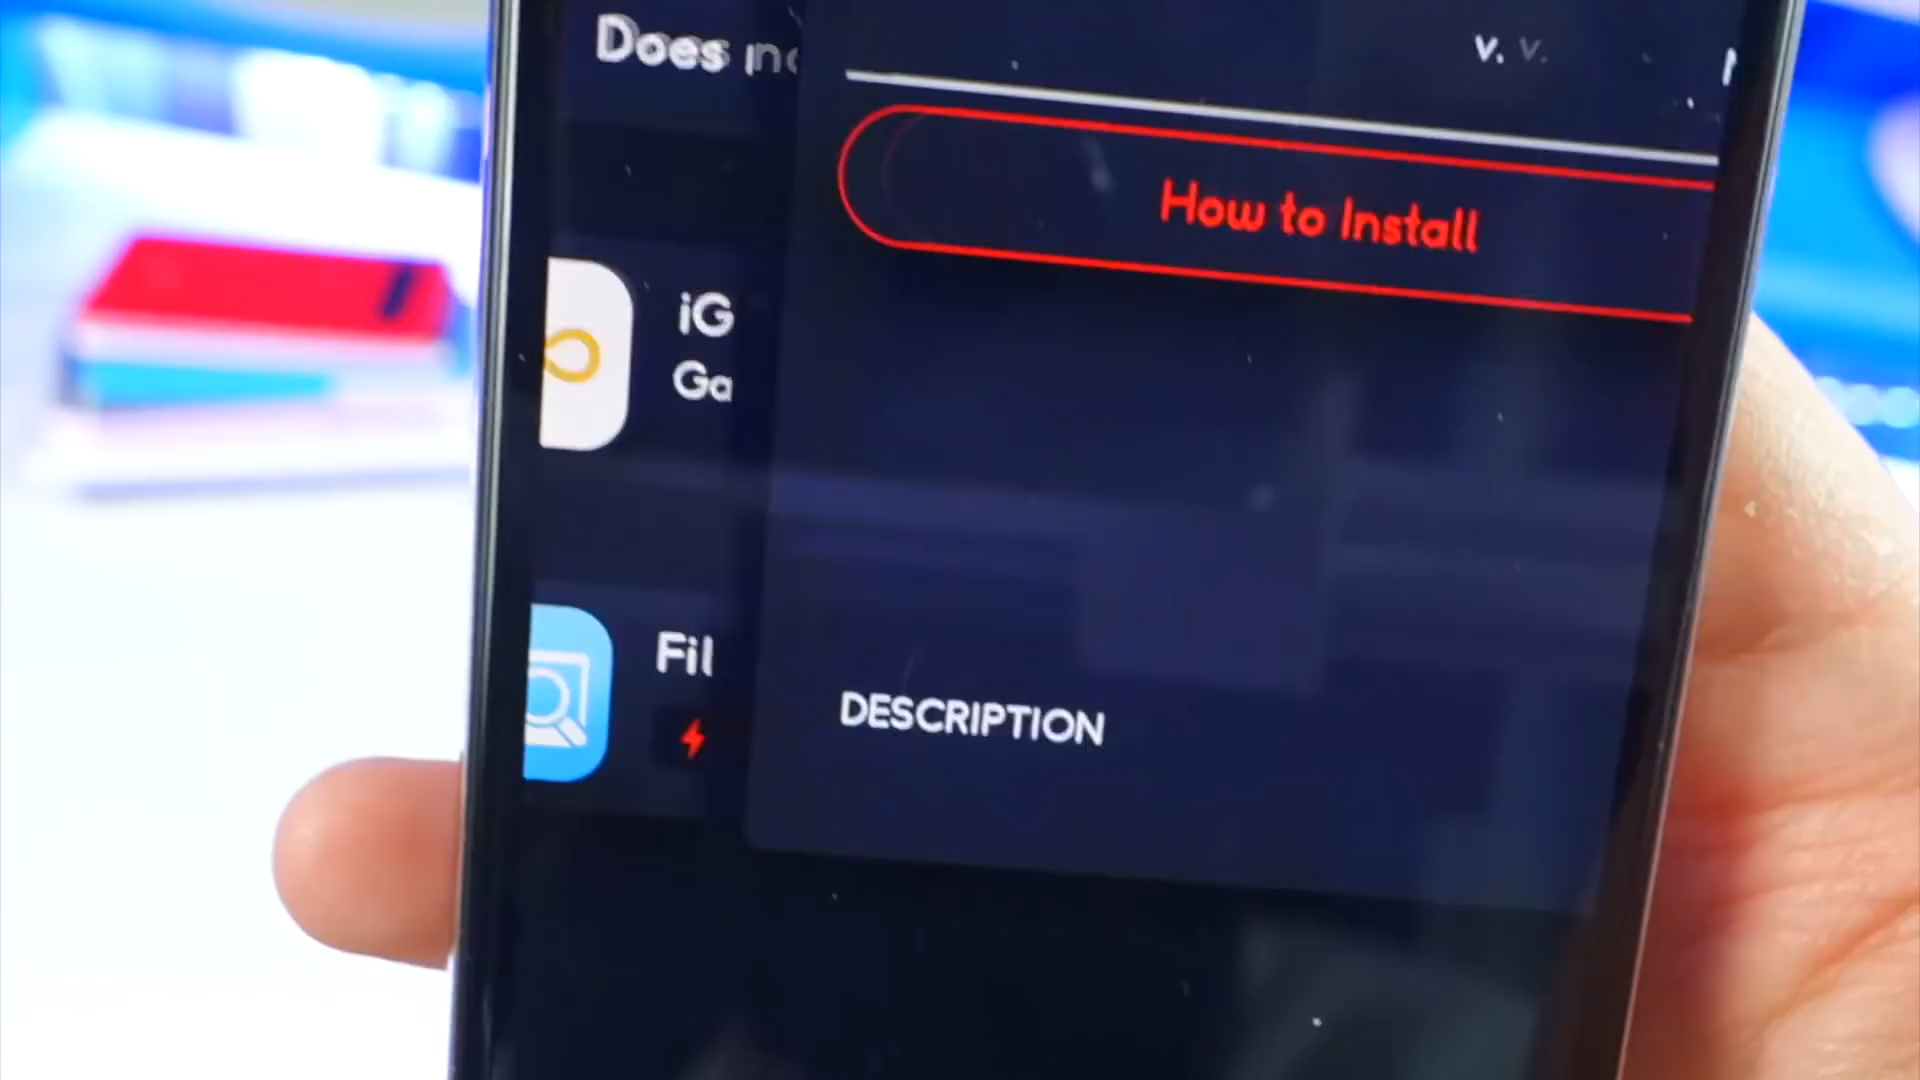 Does
v. v.
How to Install
iG
Ga
Fil
DESCRIPTION